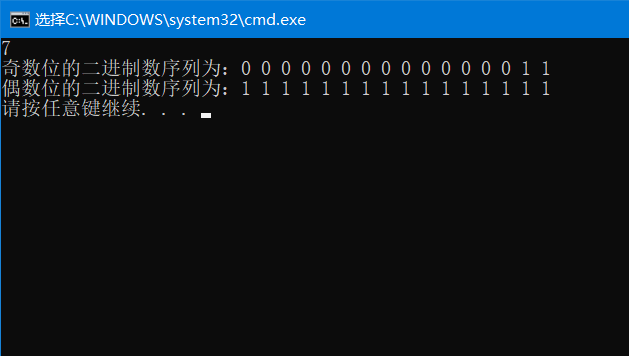 选择C:\WINDOWS\system32\cmd.exe
7
奇数位的二进制数序列为：0 0 0 0 0 0 0 0 0 0 0 0 0 0 1 1
偶数位的二进制数序列为：1 1 1 1 1 1 1 1 1 1 1 1 1 1 1 1
请按任意键继续. . .